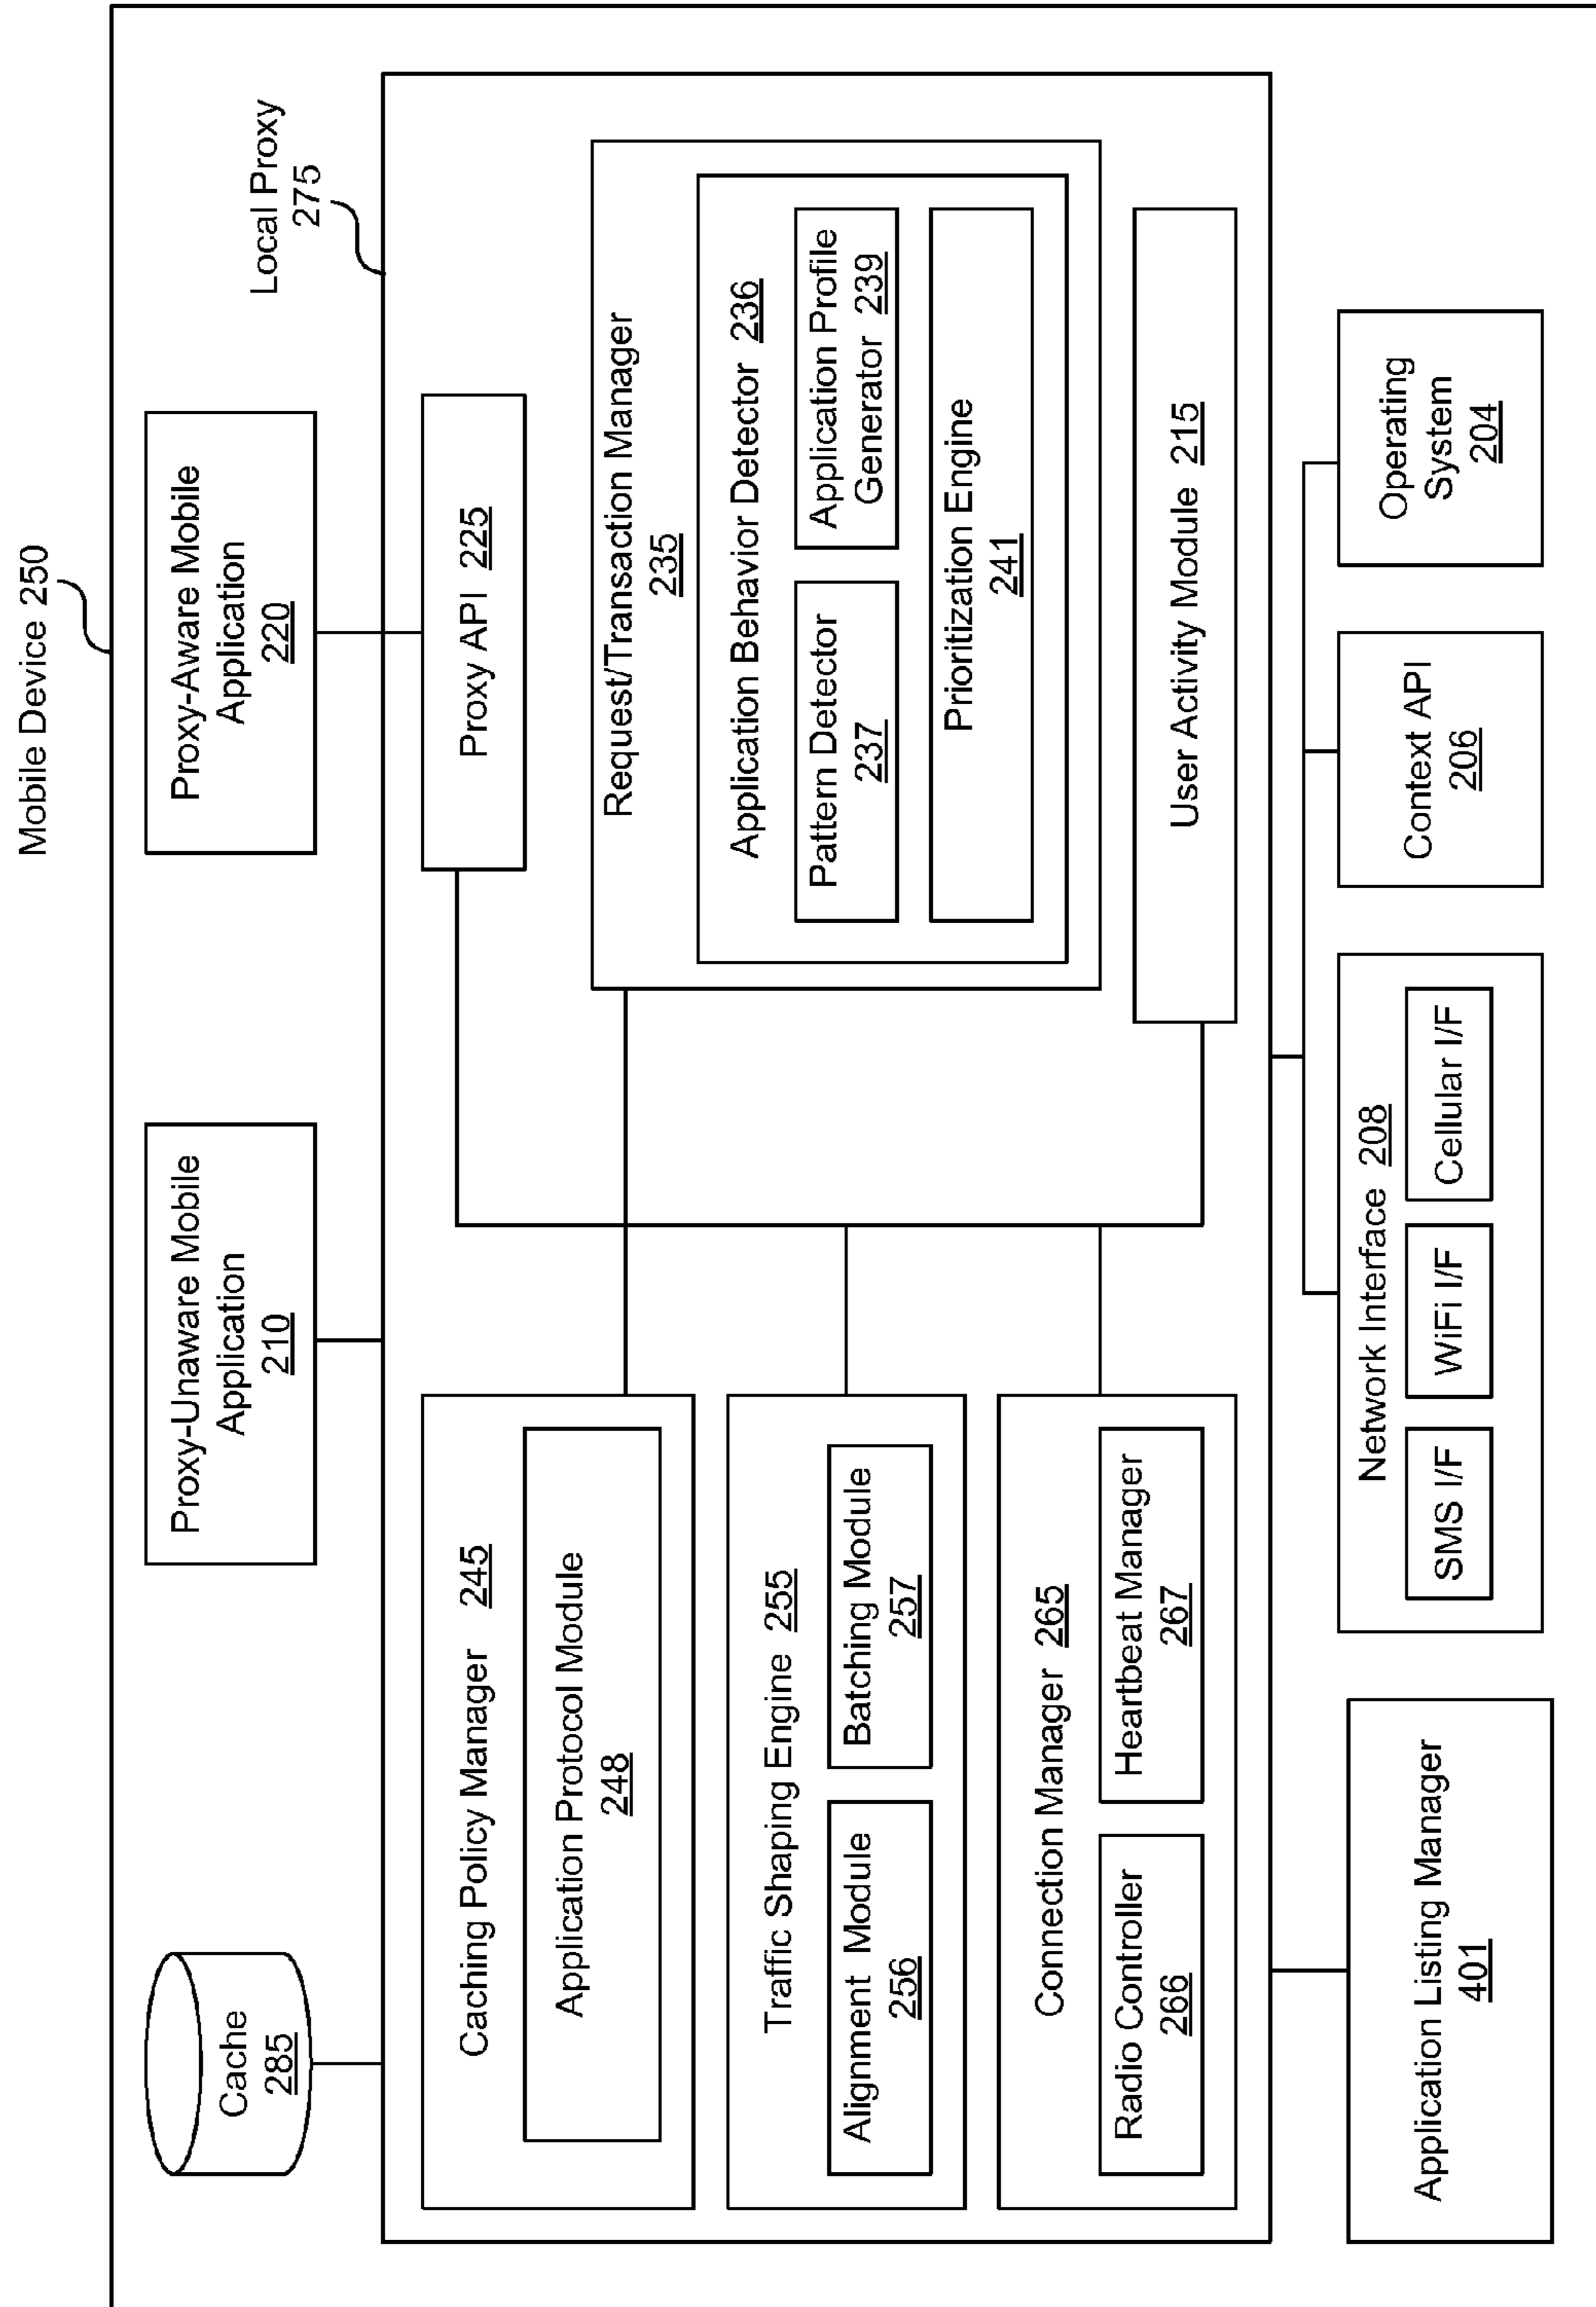 Mobile Device 250
Cache
285
Proxy-Unaware Mobile
Application
210
Proxy-Aware Mobile
Application
220
Local Proxy
275
Caching Policy Manager 245
Application Protocol Module
248
Traffic Shaping Engine 255
Alignment Module
256
Batching Module
257
Connection Manager 265
Radio Controller
266
Heartbeat Manager
267
Proxy API 225
Request/Transaction Manager
235
Application Behavior Detector 236
Pattern Detector
237
Application Profile
Generator 239
Prioritization Engine
241
User Activity Module 215
Application Listing Manager
401
Network Interface 208
SMS I/F
WiFi I/F
Cellular I/F
Context API
206
Operating
System
204